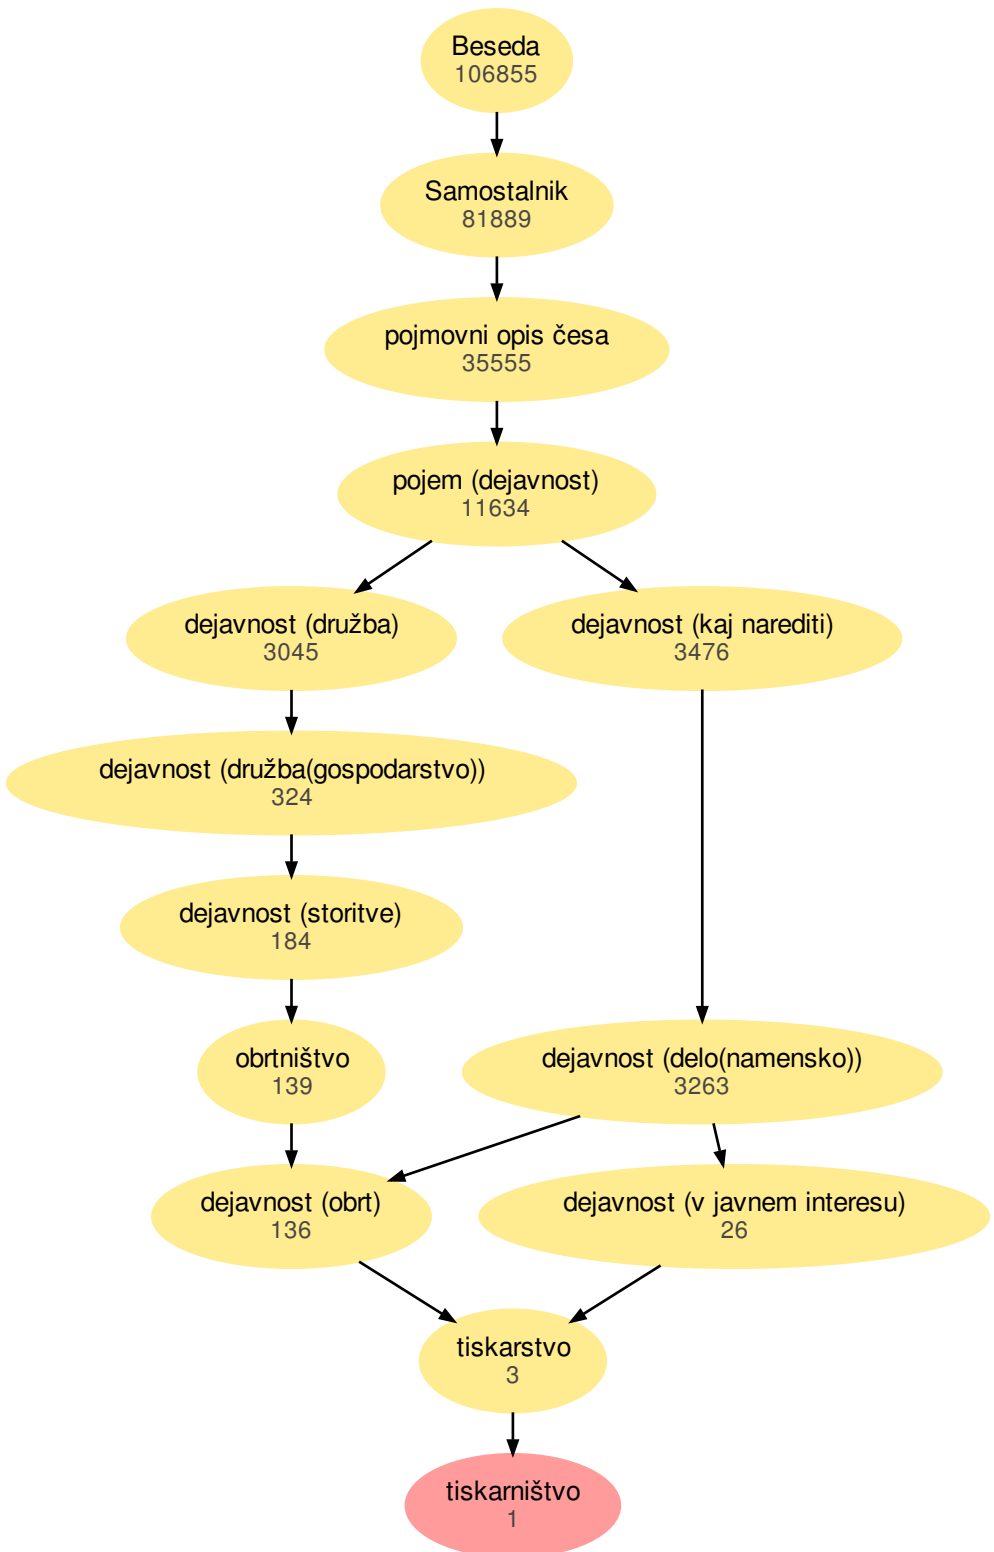 Beseda
106855
Samostalnik
81889
pojmovni opis česa
35555
pojem (dejavnost)
11634
dejavnost (družba)
3045
dejavnost (kaj narediti)
3476
dejavnost (družba(gospodarstvo))
324
dejavnost (storitve)
184
obrtništvo
139
dejavnost (delo(namensko))
3263
dejavnost (obrt)
136
dejavnost (v javnem interesu)
26
tiskarstvo
3
tiskarništvo
1